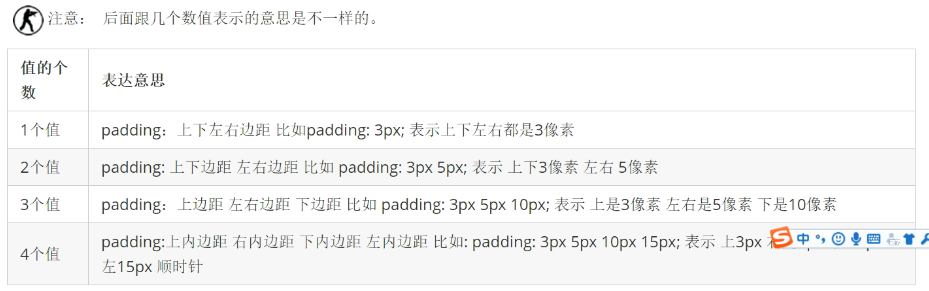 注意： 后面跟几个数值表示的意思是不一样的。
值的个
数
表达意思
1个值
padding：上下左右边距 比如padding: 3px; 表示上下左右都是3像素
2个值
padding: 上下边距 左右边距 比如 padding: 3px 5px; 表示 上下3像素 左右 5像素
3个值
padding：上边距 左右边距 下边距 比如 padding: 3px 5px 10px; 表示 上是3像素 左右是5像素 下是10像素
4个值
padding:上内边距 右内边距 下内边距 左内边距 比如: padding: 3px 5px 10px 15px; 表示 上3px
左15px 顺时针
S中